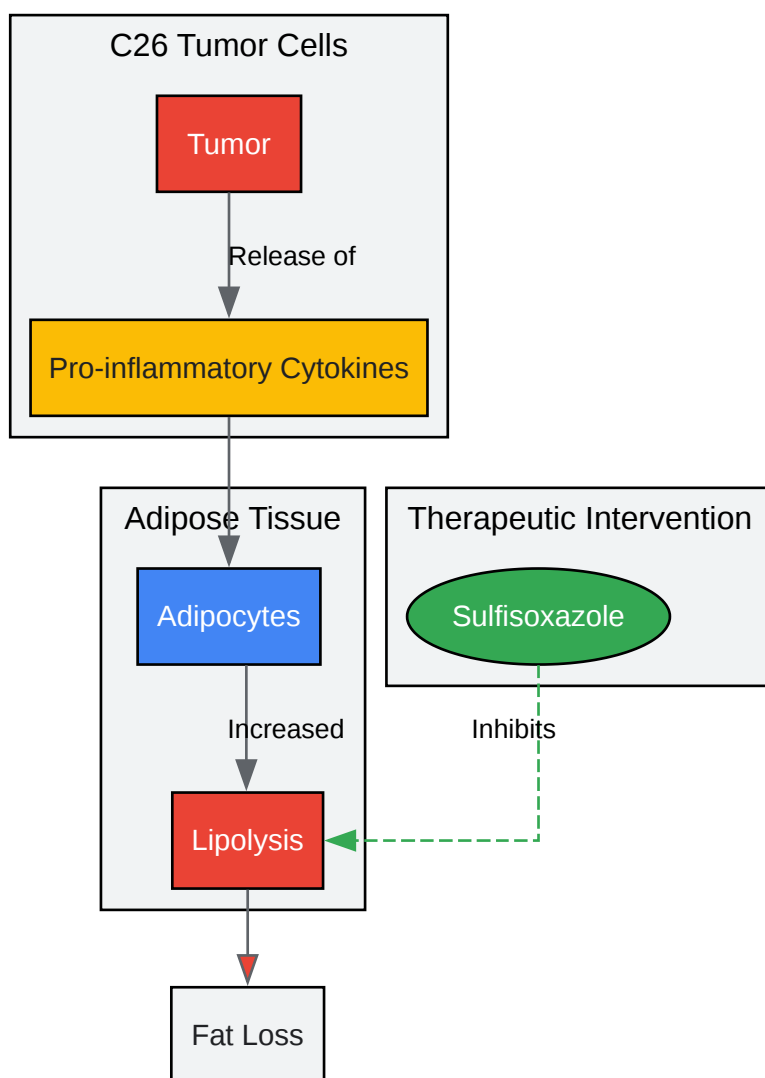 C26 Tumor Cells
Tumor
Release of
Pro-inflammatory Cytokines
Adipose Tissue
Therapeutic Intervention
Adipocytes
Sulfisoxazole
Increased
Inhibits
Lipolysis
Fat Loss